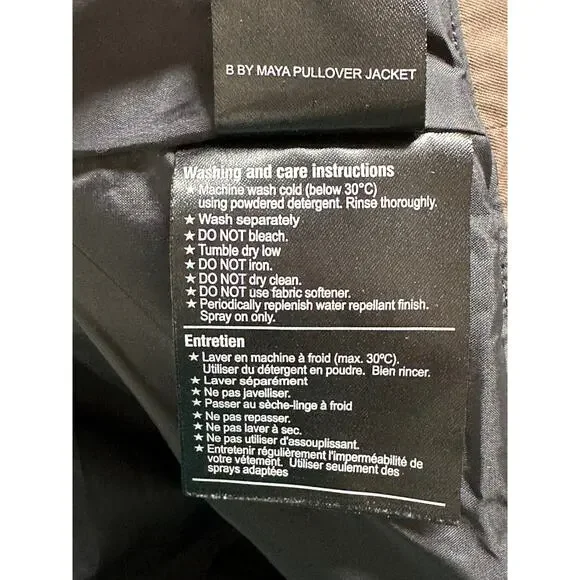 B BY MAYA PULLOVER JACKET
Washing and care instructions
★ Machine wash cold (below 30°C)
using powdered detergent. Rinse thoroughly.
★ Wash separately
★ DO NOT bleach.
★ Tumble dry low
★ DO NOT iron.
★ DO NOT dry clean.
★ DO NOT use fabric softener.
★ Periodically replenish water repellant finish.
Spray on only.
Entretien
★ Laver en machine à froid (max. 30ºC).
Utiliser du détergent en poudre. Bien rincer.
★ Laver séparément
★ Ne pas javelliser.
★ Passer au sèche-linge à froid
★ Ne pas repasser.
★ Ne pas laver à sec.
★ Ne pas utiliser d'assouplissant.
★ Entretenir régulièrement l'imperméabilité de
votre vêtement. Utiliser seulement des
sprays adaptées